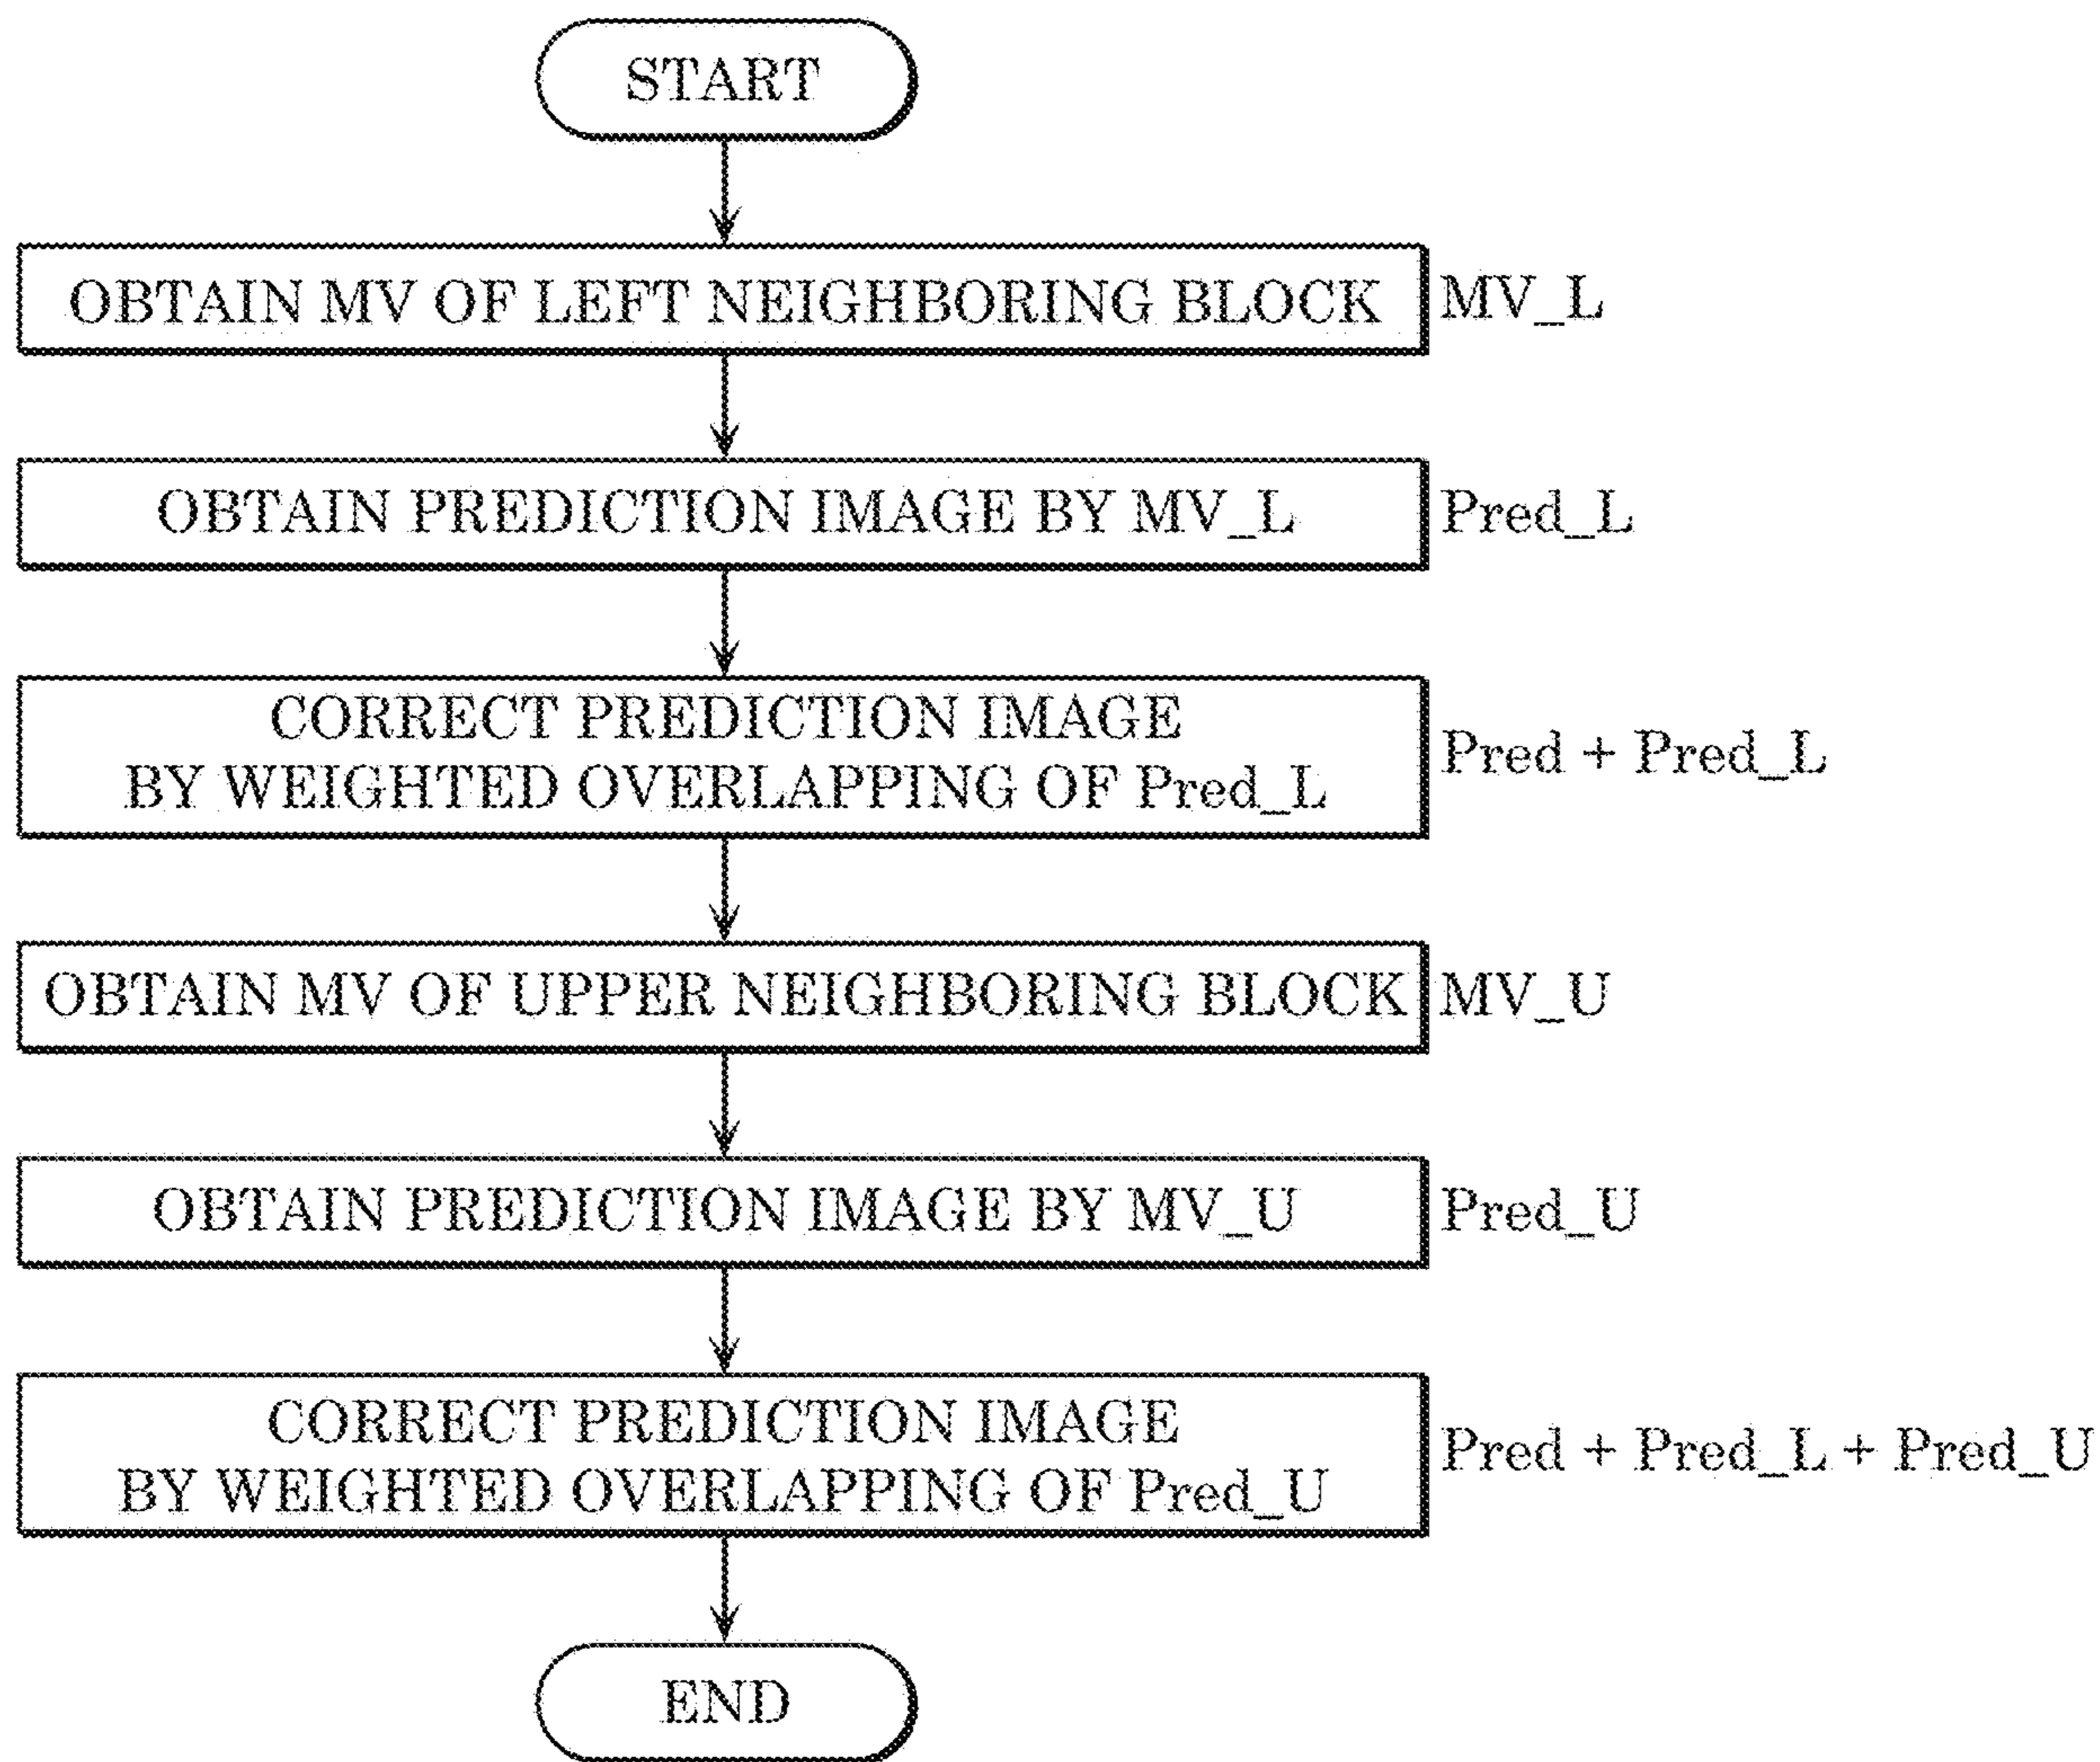 START
OBTAIN MV OF LEFT NEIGHBORING BLOCK
MV_L
OBTAIN PREDICTION IMAGE BY MV_L
Pred_L
CORRECT PREDICTION IMAGE
BY WEIGHTED OVERLAPPING OF Pred_L
Pred + Pred_L
OBTAIN MV OF UPPER NEIGHBORING BLOCK
MV_U
OBTAIN PREDICTION IMAGE BY MV_U
Pred_U
CORRECT PREDICTION IMAGE
BY WEIGHTED OVERLAPPING OF Pred_U
Pred + Pred_L + Pred_U
END